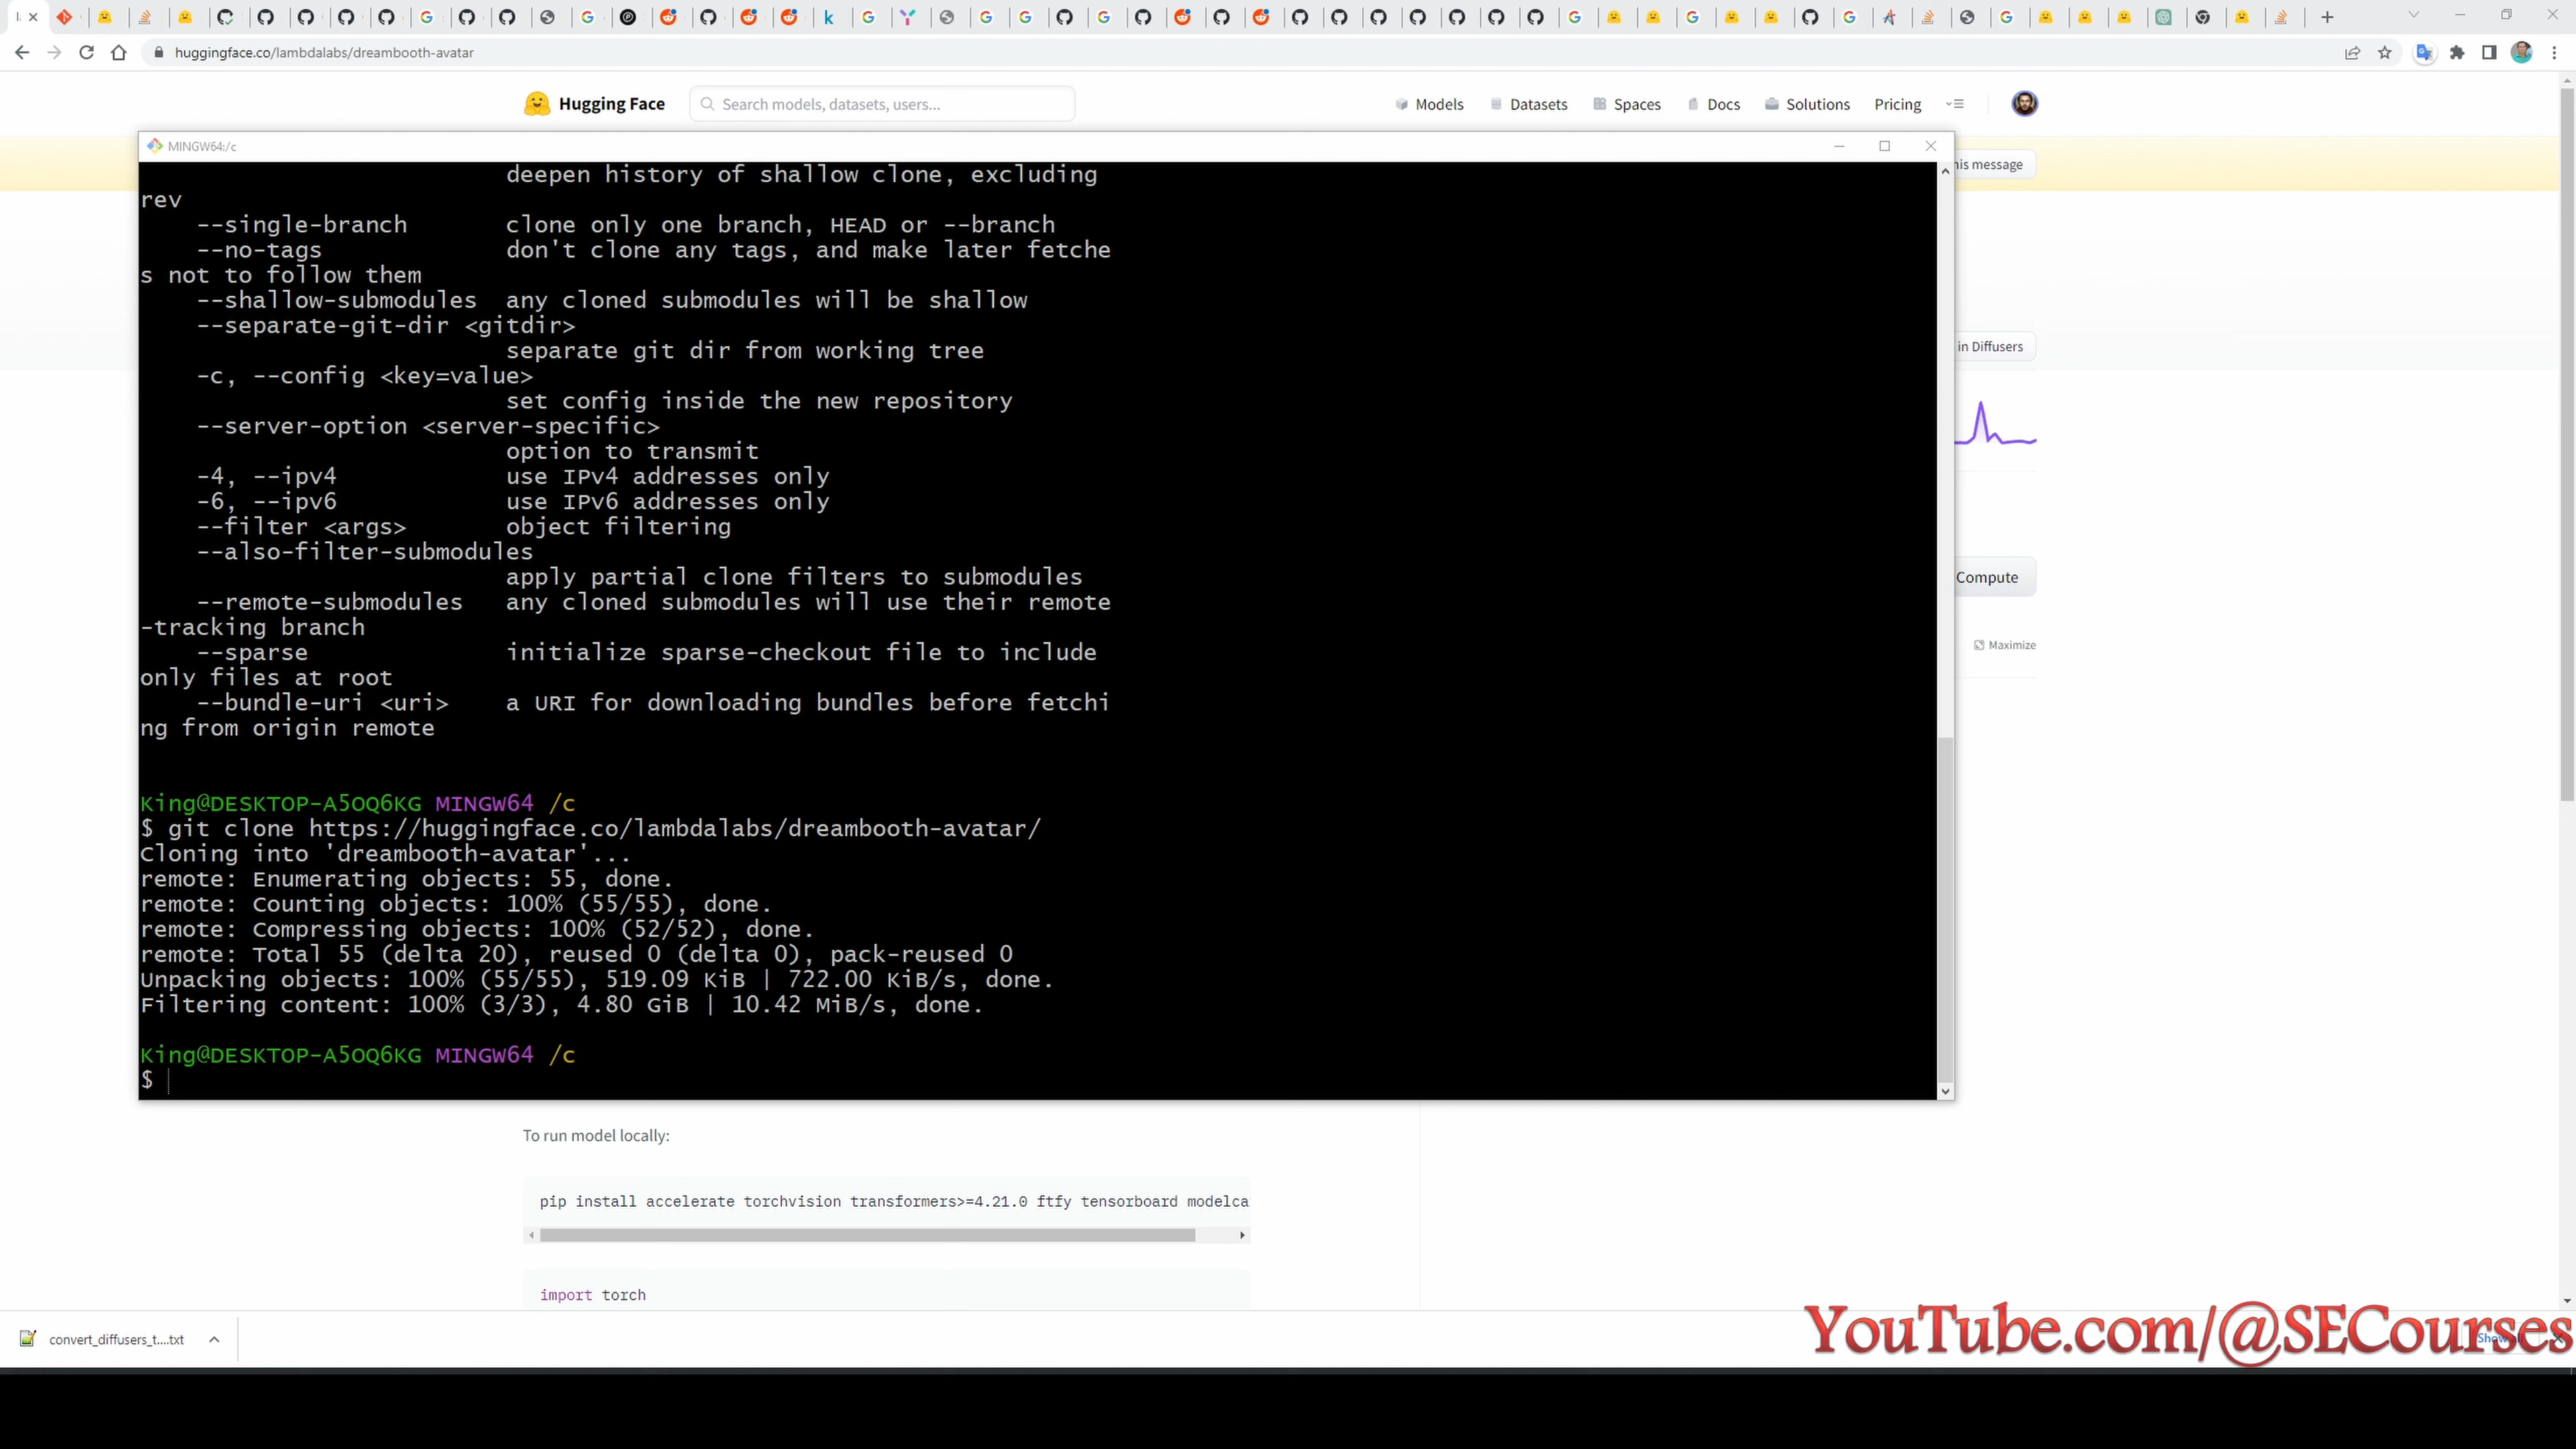 huggingface.co/lambdalabs/dreambooth-avatar
Hugging Face
Search models, datasets, users...
Models
Datasets
Spaces
Docs
Solutions
Pricing
MINGW64:/c
this message
deepen history of shallow clone, excluding
rev
--single-branch clone only one branch, HEAD or --branch
--no-tags don't clone any tags, and make later fetche
s not to follow them
--shallow-submodules any cloned submodules will be shallow
--separate-git-dir <gitdir>
separate git dir from working tree
in Diffusers
-c, --config <key=value>
set config inside the new repository
--server-option <server-specific>
option to transmit
-4, --ipv4 use IPv4 addresses only
-6, --ipv6 use IPv6 addresses only
--filter <args> object filtering
--also-filter-submodules
apply partial clone filters to submodules
Compute
--remote-submodules any cloned submodules will use their remote
-tracking branch
Maximize
--sparse initialize sparse-checkout file to include
only files at root
--bundle-uri <uri> a URI for downloading bundles before fetchi
ng from origin remote
King@DESKTOP-A5OQ6KG MINGW64 /c
$ git clone https://huggingface.co/lambdalabs/dreambooth-avatar/
Cloning into 'dreambooth-avatar'...
remote: Enumerating objects: 55, done.
remote: Counting objects: 100% (55/55), done.
remote: Compressing objects: 100% (52/52), done.
remote: Total 55 (delta 20), reused 0 (delta 0), pack-reused 0
Unpacking objects: 100% (55/55), 519.09 KiB | 722.00 KiB/s, done.
Filtering content: 100% (3/3), 4.80 GiB | 10.42 MiB/s, done.
King@DESKTOP-A5OQ6KG MINGW64 /c
$
To run model locally:
pip install accelerate torchvision transformers>=4.21.0 ftfy tensorboard modelca
import torch
convert_diffusers_t....txt
YouTube.com/@SECourses